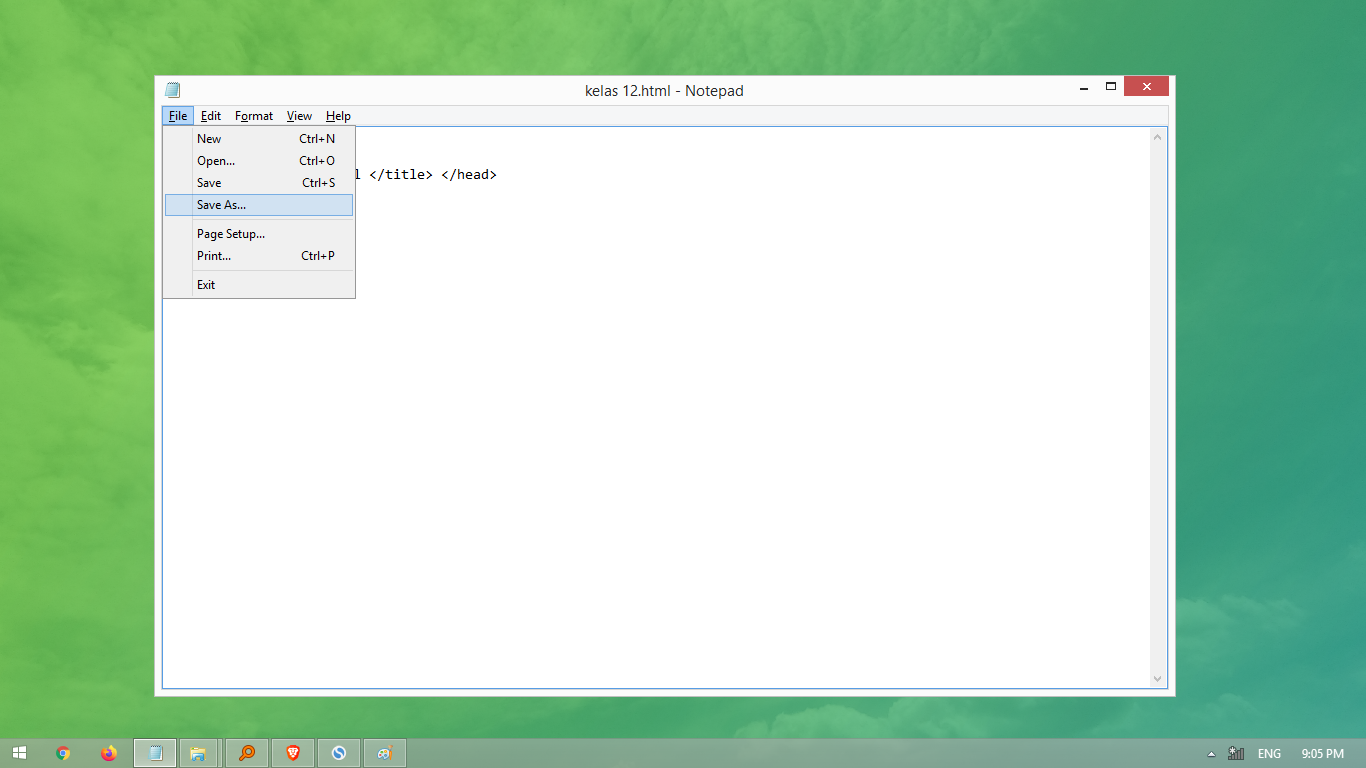 kelas 12.html - Notepad
File Edit Format View Help
New Ctrl+N
Open... Ctrl+O
Save Ctrl+S
Save As...
Page Setup...
Print... Ctrl+P
Exit
l </title> </head>
ENG 9:05 PM